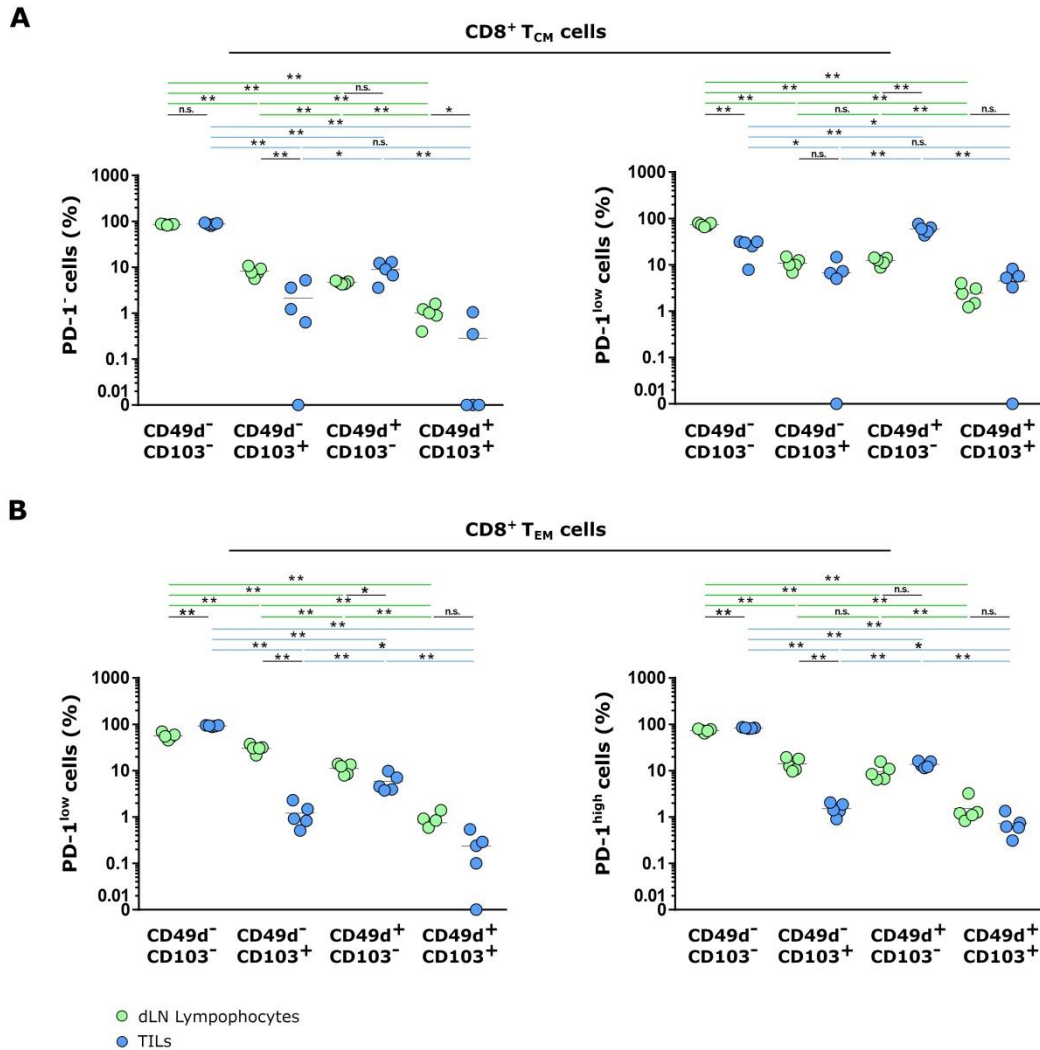 A
CD8⁺ T_CM cells
**
** n.s.
** **
n.s. ** ** *
**
**
** n.s.
** * **
PD-1⁻ cells (%)
1000
100
10
1
0.1
0.01
0
CD49d⁻ CD49d⁻ CD49d⁺ CD49d⁺
CD103⁻ CD103⁺ CD103⁻ CD103⁺
**
** **
** **
** n.s. ** n.s.
*
**
* n.s.
n.s. ** **
PD-1ˡᵒʷ cells (%)
1000
100
10
1
0.1
0.01
0
CD49d⁻ CD49d⁻ CD49d⁺ CD49d⁺
CD103⁻ CD103⁺ CD103⁻ CD103⁺
B
CD8⁺ T_EM cells
**
** *
** **
** ** ** n.s.
**
**
** *
** ** **
PD-1ˡᵒʷ cells (%)
1000
100
10
1
0.1
0.01
0
CD49d⁻ CD49d⁻ CD49d⁺ CD49d⁺
CD103⁻ CD103⁺ CD103⁻ CD103⁺
**
** n.s.
** **
** n.s. ** n.s.
**
**
** *
** ** **
PD-1ʰⁱᵍʰ cells (%)
1000
100
10
1
0.1
0.01
0
CD49d⁻ CD49d⁻ CD49d⁺ CD49d⁺
CD103⁻ CD103⁺ CD103⁻ CD103⁺
dLN Lympophocytes
TILs